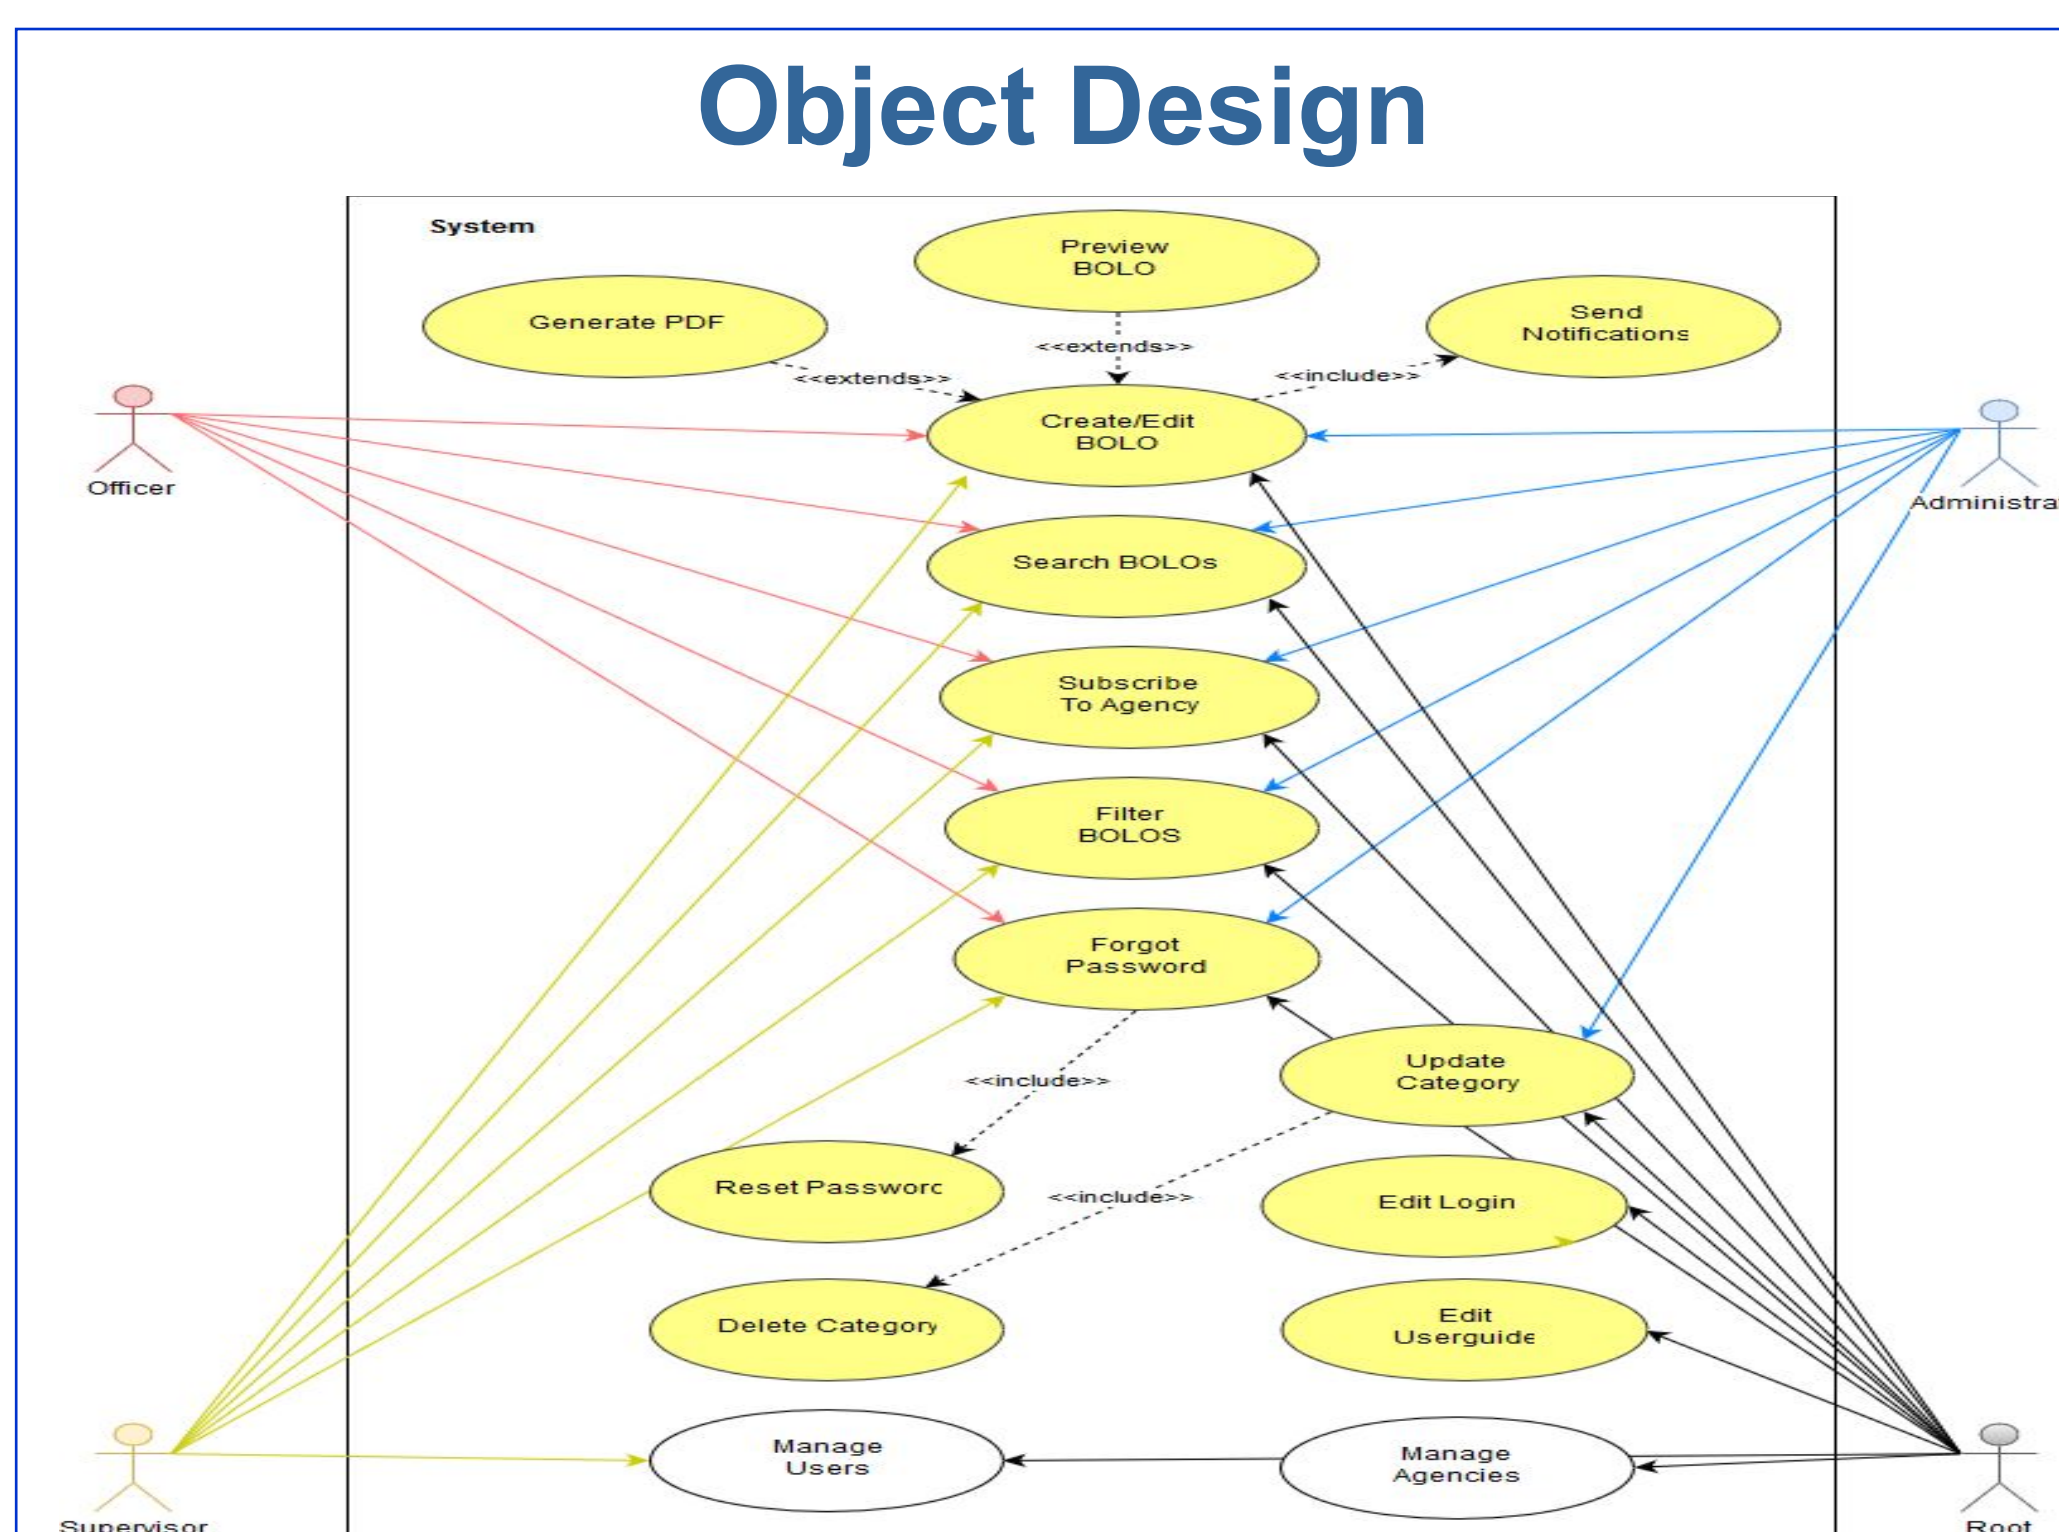 Object Design
System
Preview
BOLO
Generate PDF
Send
Notifications
<<extends>>
<<extends>>
<<include>>
Create/Edit
BOLO
Officer
Administra
Search BOLOs
Subscribe
To Agency
Filter
BOLOS
Forgot
Password
<<include>>
Update
Category
Reset Password
<<include>>
Edit Login
Delete Category
Edit
Userguide
Manage
Users
Manage
Agencies
Supervisor
Root